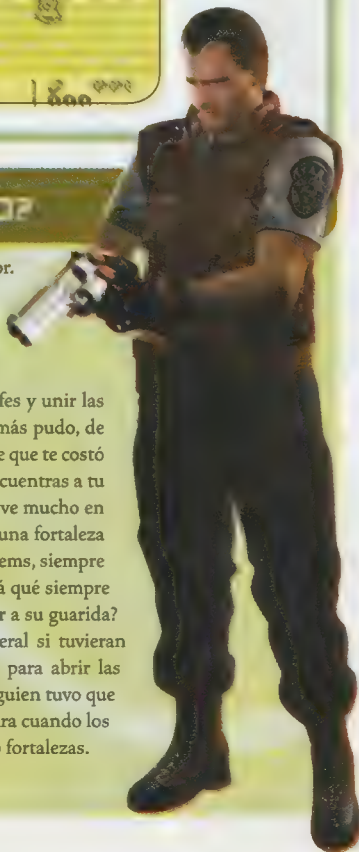 or.
fes y unir las
más pudo, de
e que te costó
cuentras a tu
ve mucho en
una fortaleza
ems, siempre
á qué siempre
r a su guarida?
eral si tuvieran
para abrir las
guien tuvo que
ra cuando los
fortalezas.